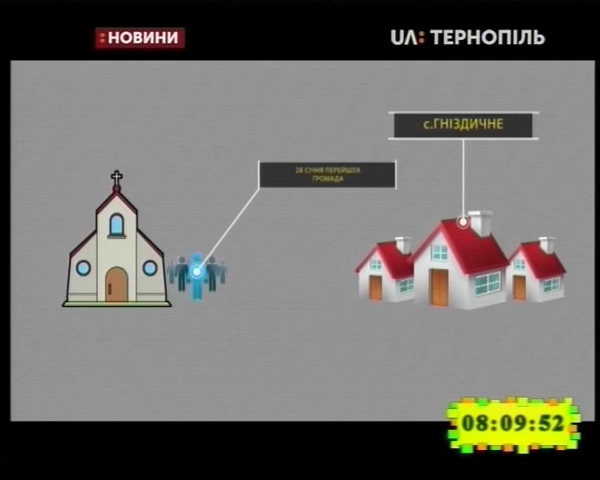 :НОВИНИ
UA: ТЕРНОПІЛЬ
с.ГНІЗДИЧНЕ
28 СІЧНЯ ПЕРЕЙШЛА
ГРОМАДА
08:09:52